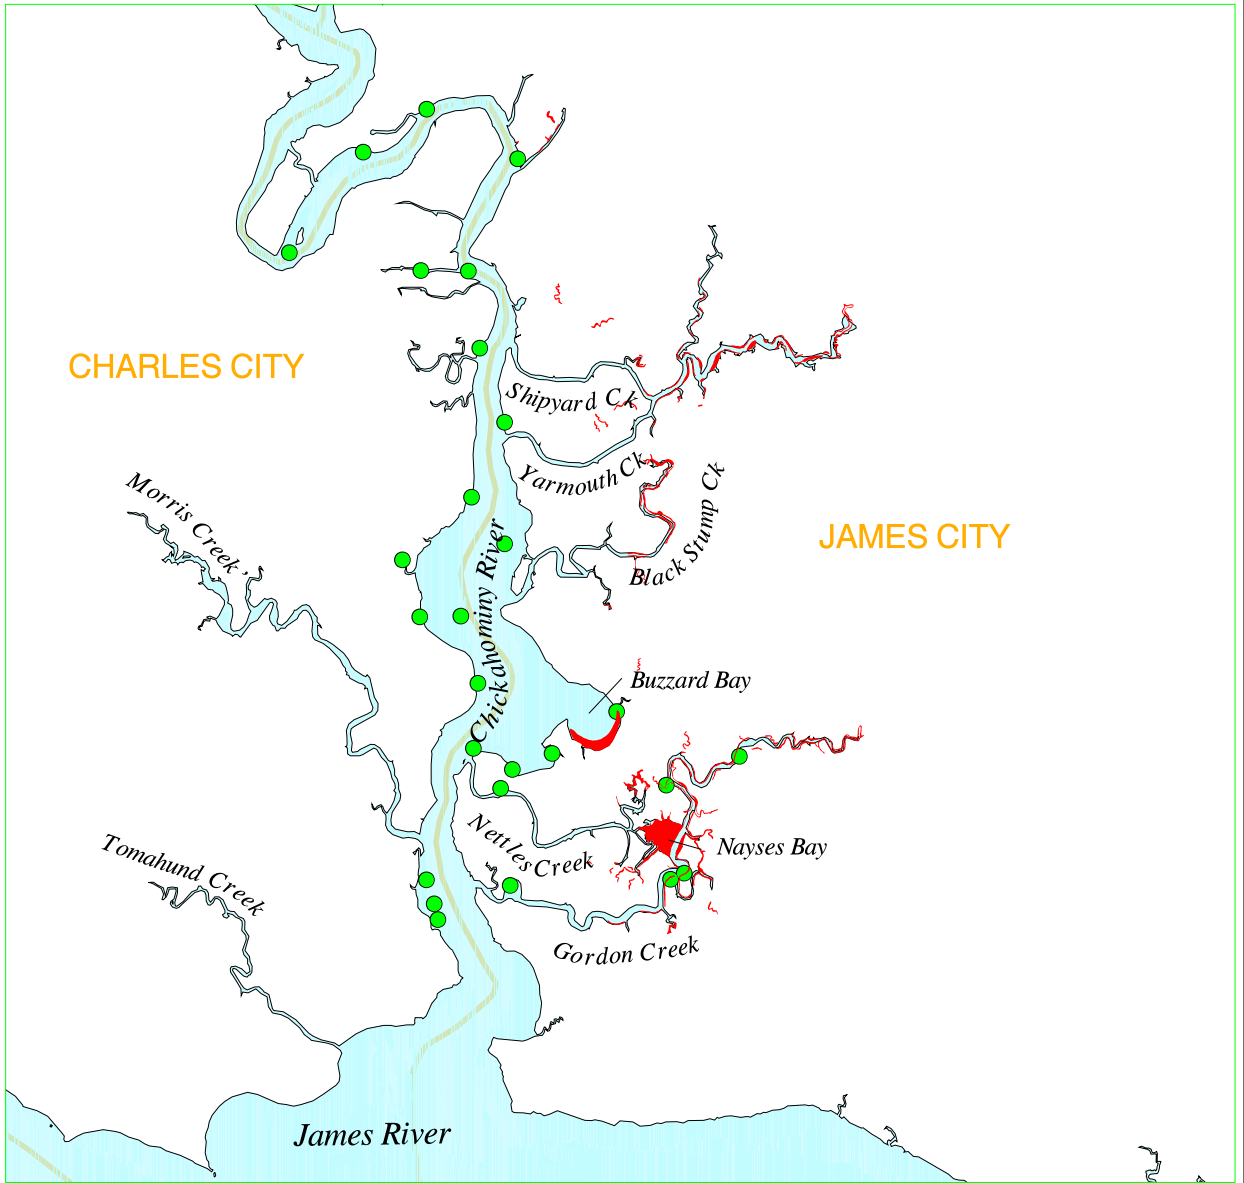 CHARLES CITY
Shipyard Ck
Yarmouth Ck
Morris Creek
Black Stump Ck
JAMES CITY
Chickahominy River
Buzzard Bay
Nettles Creek
Nayses Bay
Tomahund Creek
Gordon Creek
James River